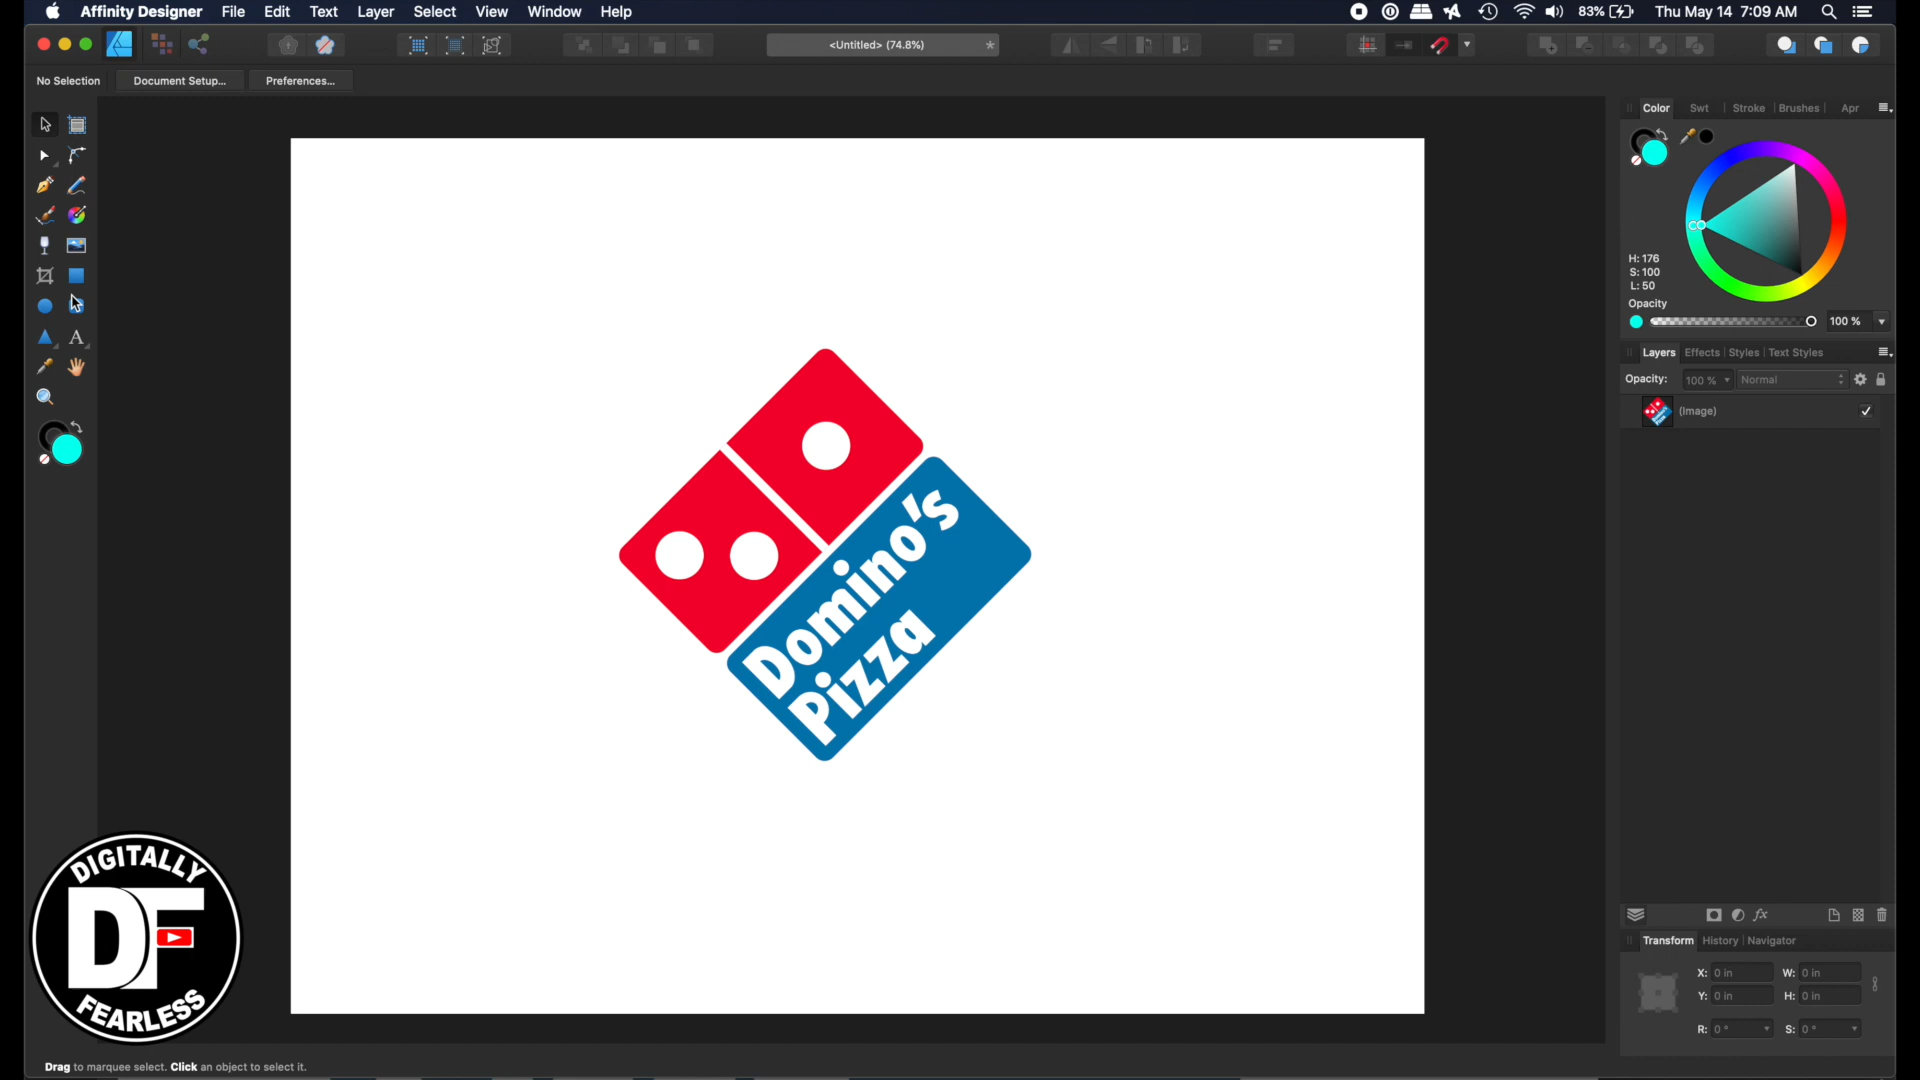 Affinity Designer File Edit Text Layer Select View Window Help 83% Thu May 14 7:09 AM
<Untitled> (74.8%) *
No Selection Document Setup... Preferences...
Color Swt Stroke Brushes Apr
H: 176
S: 100
L: 50
Opacity
100 %
Layers Effects Styles Text Styles
Opacity: 100 % Normal
(Image)
Domino's
Pizza
A
fx
Transform History Navigator
X: 0 in W: 0 in
Y: 0 in H: 0 in
R: 0 ° S: 0 °
DIGITALLY
DF
FEARLESS
Drag to marquee select. Click an object to select it.